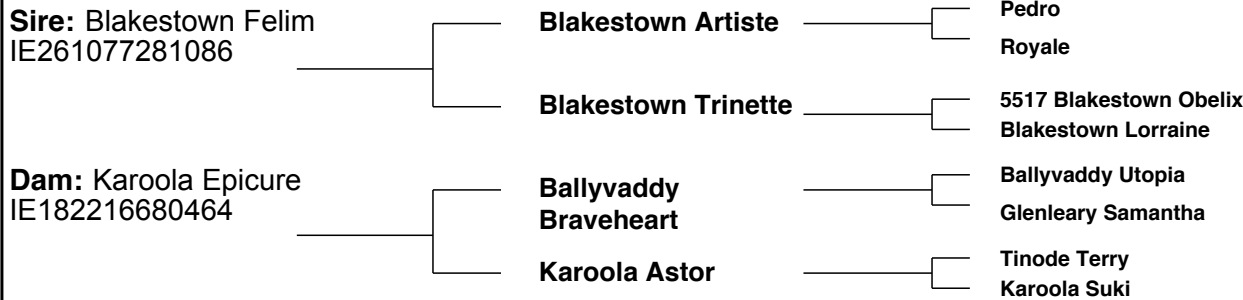 Sire: Blakestown Felim
IE261077281086
Blakestown Artiste
Pedro
Royale
Blakestown Trinette
5517 Blakestown Obelix
Blakestown Lorraine
Dam: Karoola Epicure
IE182216680464
Ballyvaddy
Braveheart
Ballyvaddy Utopia
Glenleary Samantha
Karoola Astor
Tinode Terry
Karoola Suki